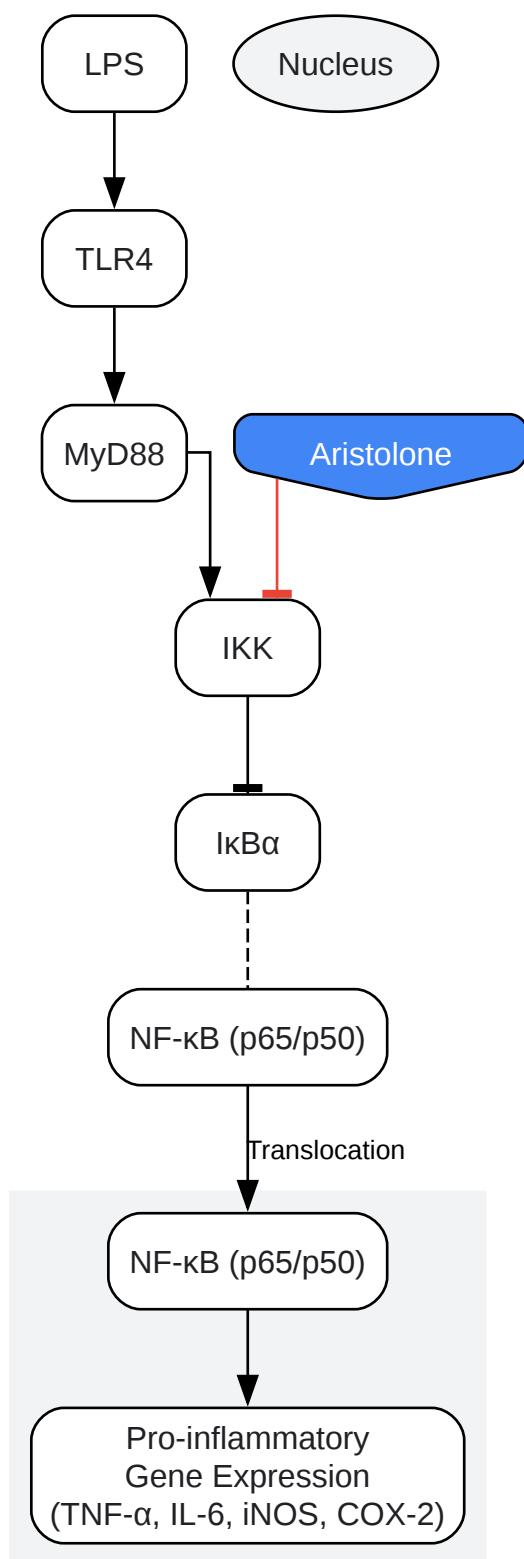 LPS
Nucleus
TLR4
MyD88
Aristolone
IKK
IκBα
NF-κB (p65/p50)
Translocation
NF-κB (p65/p50)
Pro-inflammatory
Gene Expression
(TNF-α, IL-6, iNOS, COX-2)